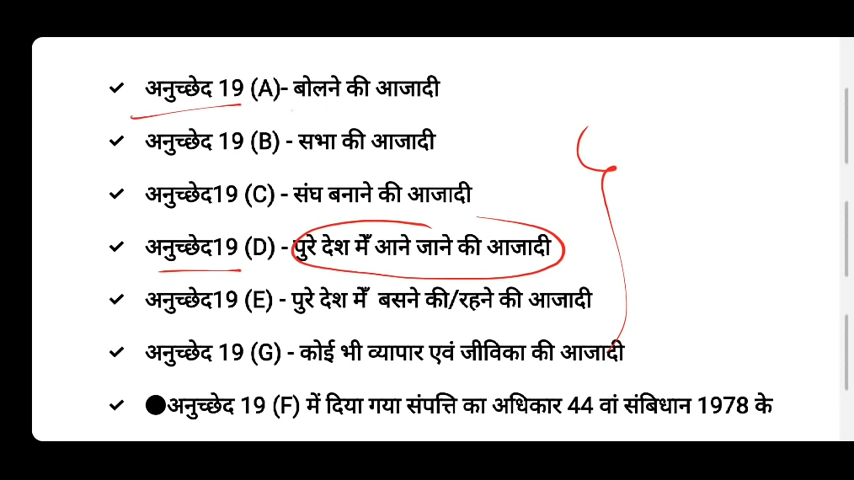 ✓ अनुच्छेद 19 (A)- बोलने की आजादी
✓ अनुच्छेद 19 (B) - सभा की आजादी
✓ अनुच्छेद19 (C) - संघ बनाने की आजादी
✓ अनुच्छेद19 (D) - पुरे देश मेँ आने जाने की आजादी
✓ अनुच्छेद19 (E) - पुरे देश मेँ बसने की/रहने की आजादी
✓ अनुच्छेद 19 (G) - कोई भी व्यापार एवं जीविका की आजादी
✓ ●अनुच्छेद 19 (F) में दिया गया संपत्ति का अधिकार 44 वां संबिधान 1978 के